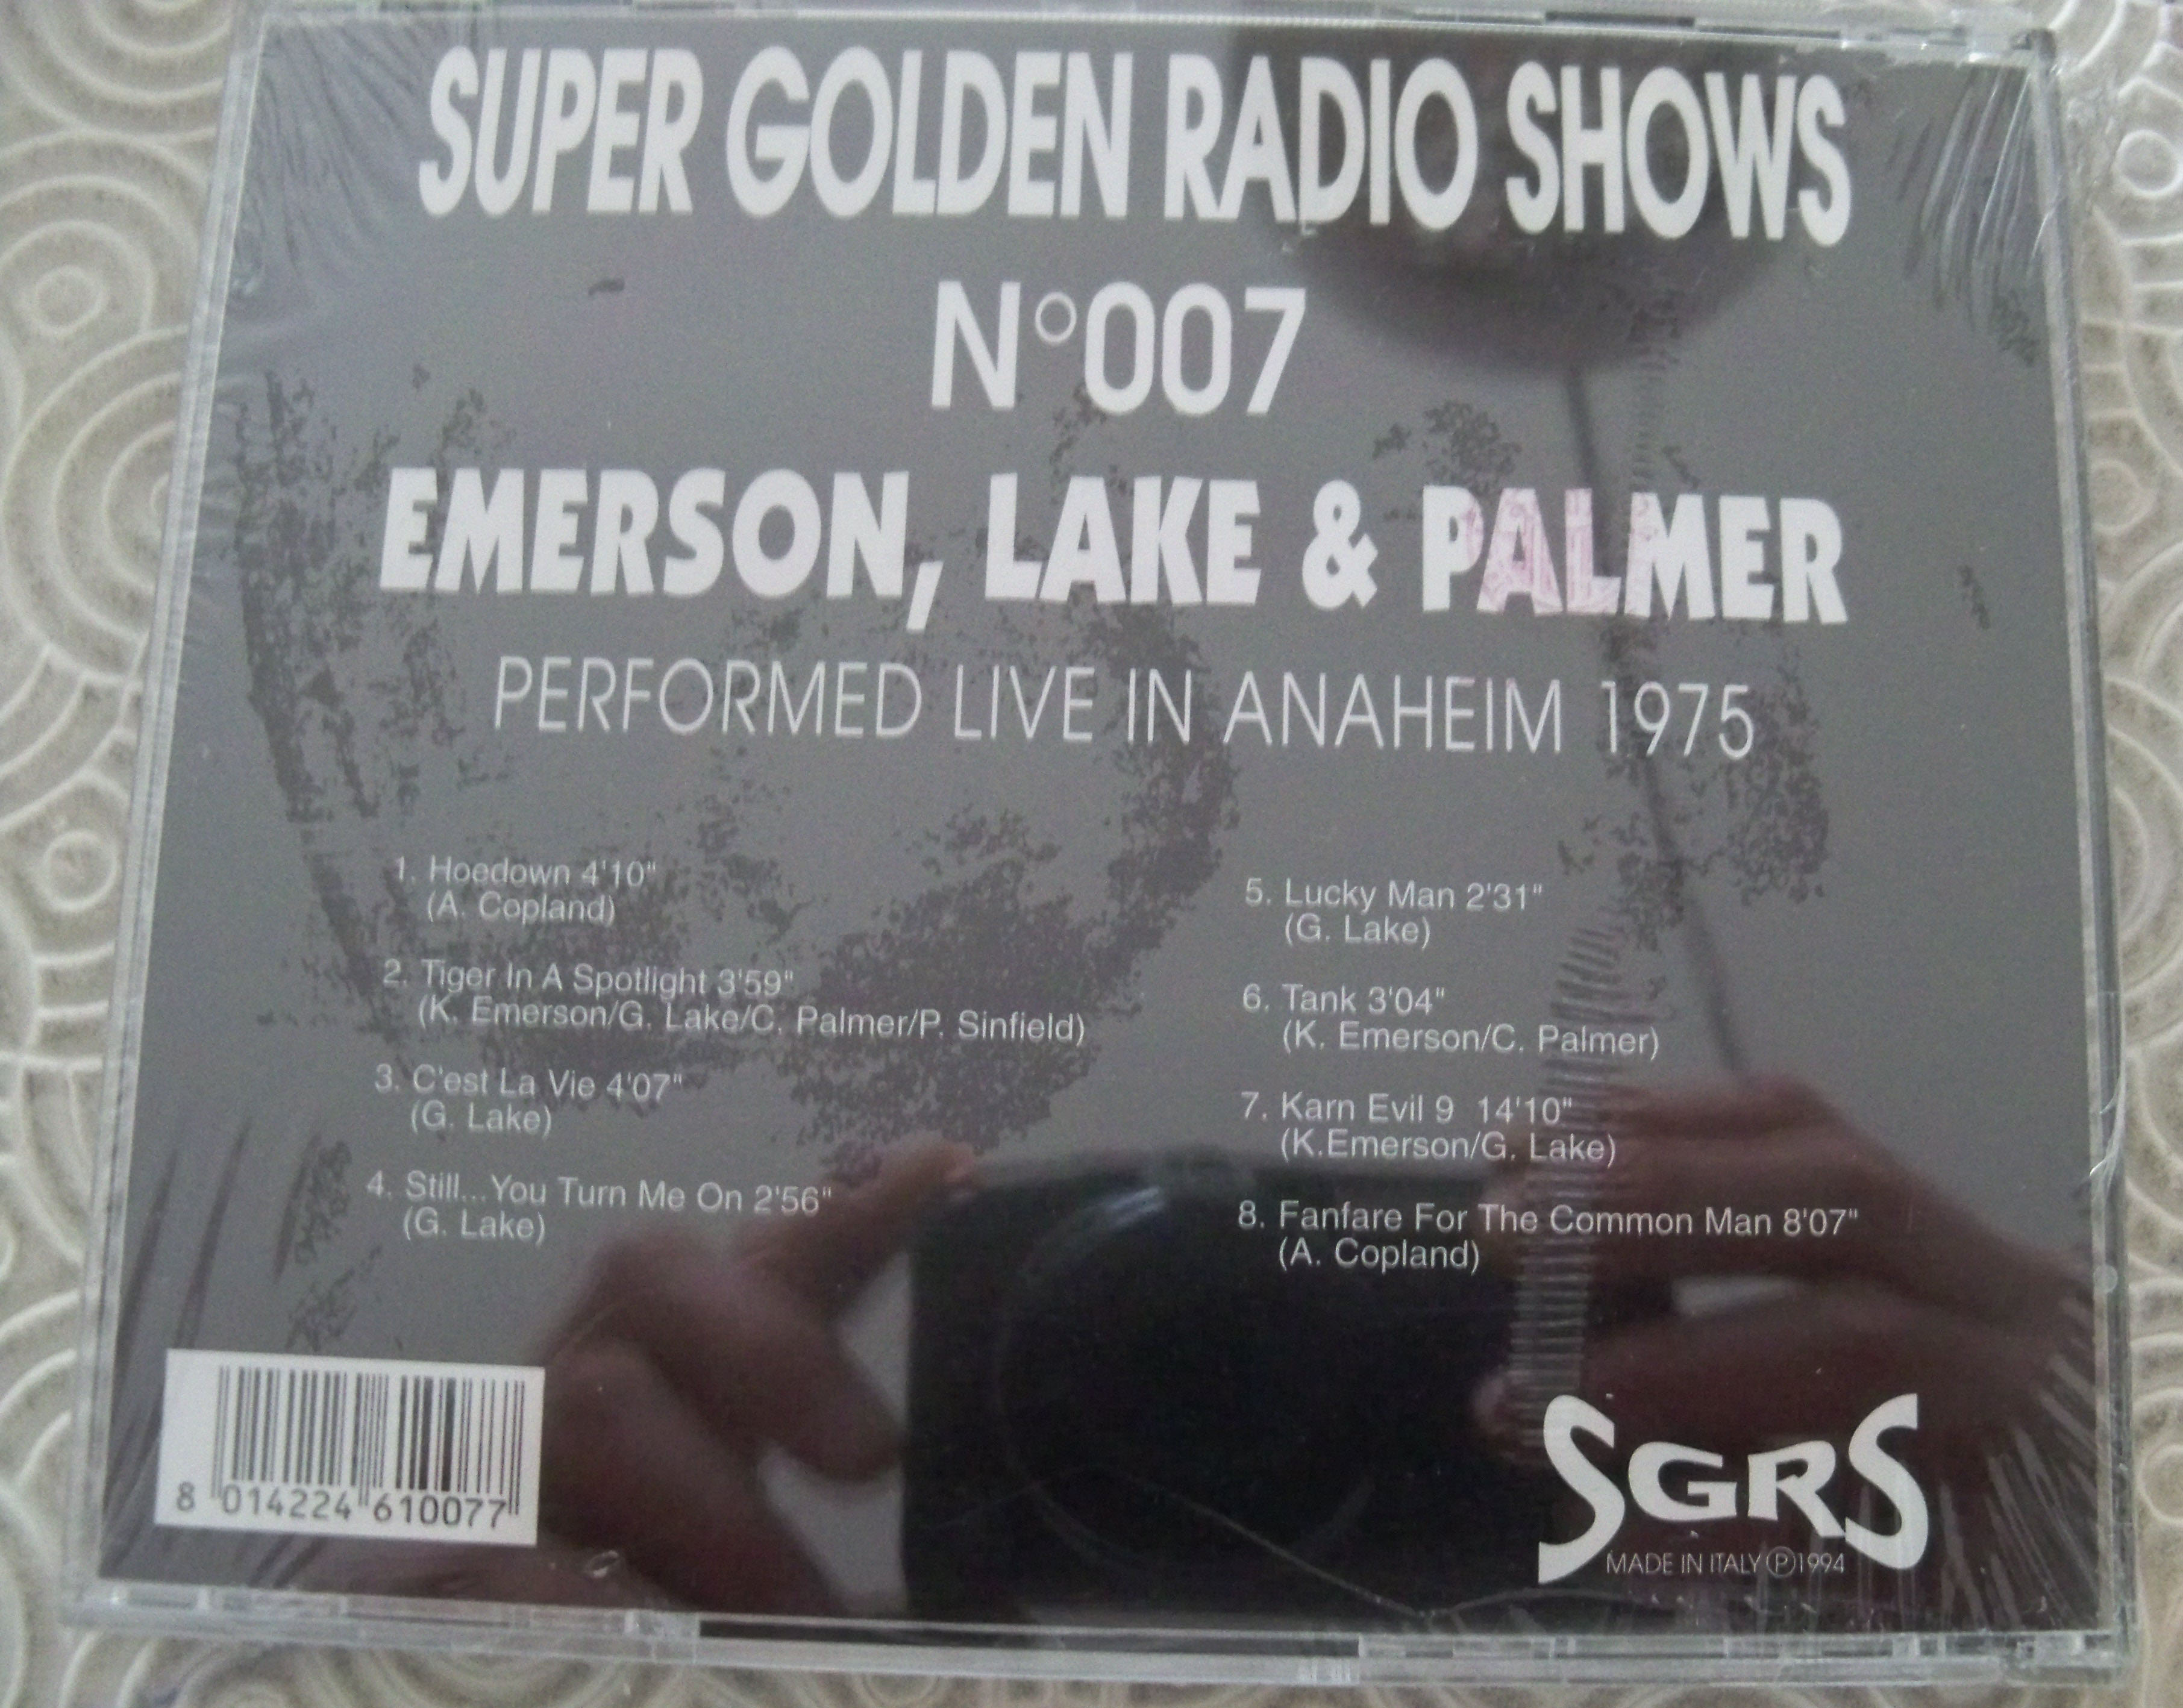 SUPER GOLDEN RADIO SHOWS
N°007
EMERSON, LAKE & PALMER
PERFORMED LIVE IN ANAHEIM 1975
1. Hoedown 4'10"
(A. Copland)
2. Tiger In A Spotlight 3'59"
(K. Emerson/G. Lake/C. Palmer/P. Sinfield)
3. C'est La Vie 4'07"
(G. Lake)
4. Still...You Turn Me On 2'56"
(G. Lake)
5. Lucky Man 2'31"
(G. Lake)
6. Tank 3'04"
(K. Emerson/C. Palmer)
7. Karn Evil 9  14'10"
(K.Emerson/G. Lake)
8. Fanfare For The Common Man 8'07"
(A. Copland)
8 014224 610077
SGRS
MADE IN ITALY ℗1994